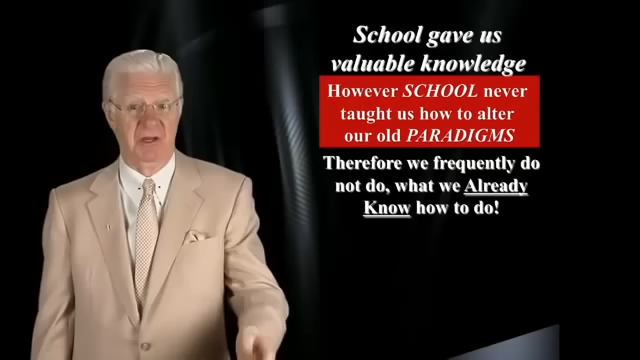 School gave us
valuable knowledge
However SCHOOL never
taught us how to alter
our old PARADIGMS
Therefore we frequently do
not do, what we Already
Know how to do!